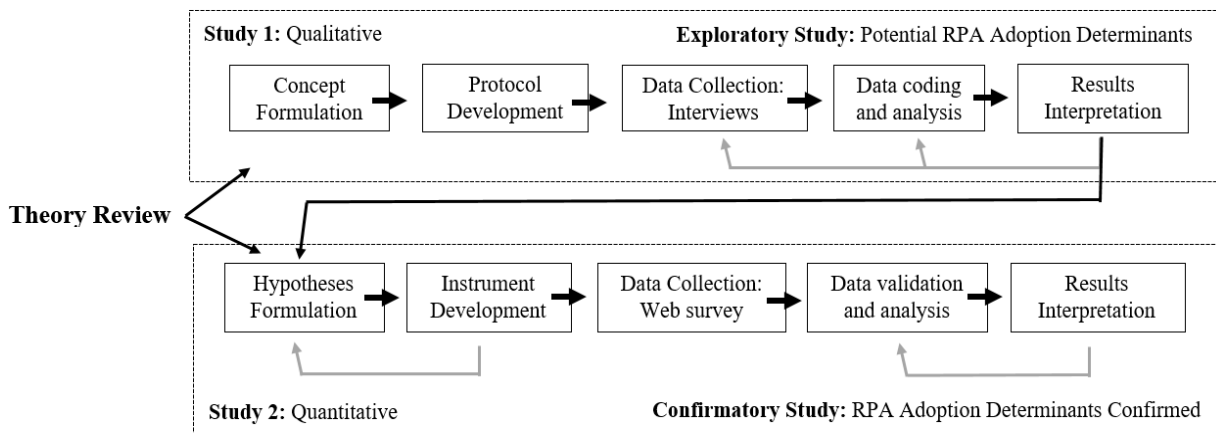 Study 1: Qualitative
Exploratory Study: Potential RPA Adoption Determinants
Concept
Formulation
Protocol
Development
Data Collection:
Interviews
Data coding
and analysis
Results
Interpretation
Theory Review
Hypotheses
Formulation
Instrument
Development
Data Collection:
Web survey
Data validation
and analysis
Results
Interpretation
Study 2: Quantitative
Confirmatory Study: RPA Adoption Determinants Confirmed